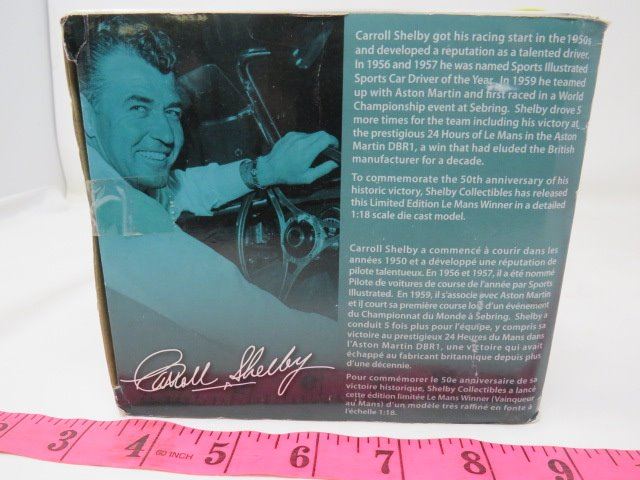 Carroll Shelby got his racing start in the 1950s
and developed a reputation as a talented driver.
In 1956 and 1957 he was named Sports Illustrated
Sports Car Driver of the Year. In 1959 he teamed
up with Aston Martin and first raced in a World
Championship event at Sebring. Shelby drove 5
more times for the team including his victory at
the prestigious 24 Hours of Le Mans in the Aston
Martin DBR1, a win that had eluded the British
manufacturer for a decade.
To commemorate the 50th anniversary of his
historic victory, Shelby Collectibles has released
this Limited Edition Le Mans Winner in a detailed
1:18 scale die cast model.
Carroll Shelby a commencé à courir dans les
années 1950 et a développé une réputation de
pilote talentueux. En 1956 et 1957, il a été nommé
Pilote de voitures de course de l'année par Sports
Illustrated. En 1959, il s'associe avec Aston Martin
et il court sa première course lors d'un événement
du Championnat du Monde à Sebring. Shelby a
conduit 5 fois plus pour l'équipe, y compris sa
victoire au prestigieux 24 Heures du Mans dans
l'Aston Martin DBR1, une victoire qui avait
échappé au fabricant britannique depuis plus
d'une décennie.
Pour commémorer le 50e anniversaire de sa
victoire historique, Shelby Collectibles a lancé
cette édition limitée Le Mans Winner (Vainqueur
au Mans) d'un modèle très raffiné en fonte à
l'échelle 1:18.
Carroll Shelby
3 4 5 6 7 8 9
60 INCH